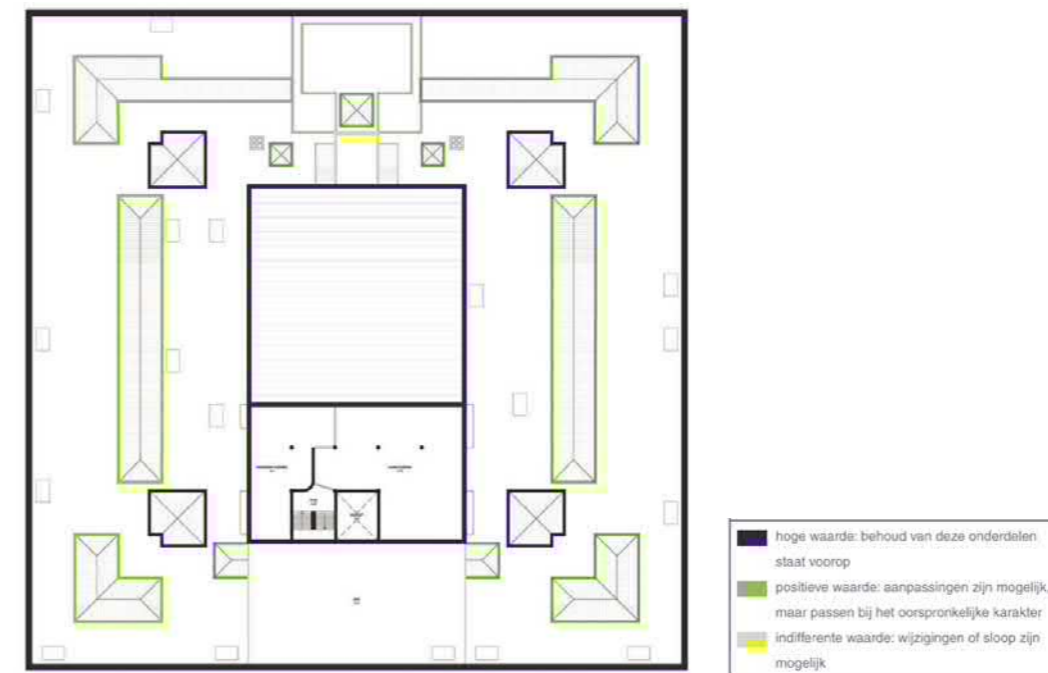 hoge waarde: behoud van deze onderdelen
staat voorop
positieve waarde: aanpassingen zijn mogelijk,
maar passen bij het oorspronkelijke karakter
indifferente waarde: wijzigingen of sloop zijn
mogelijk